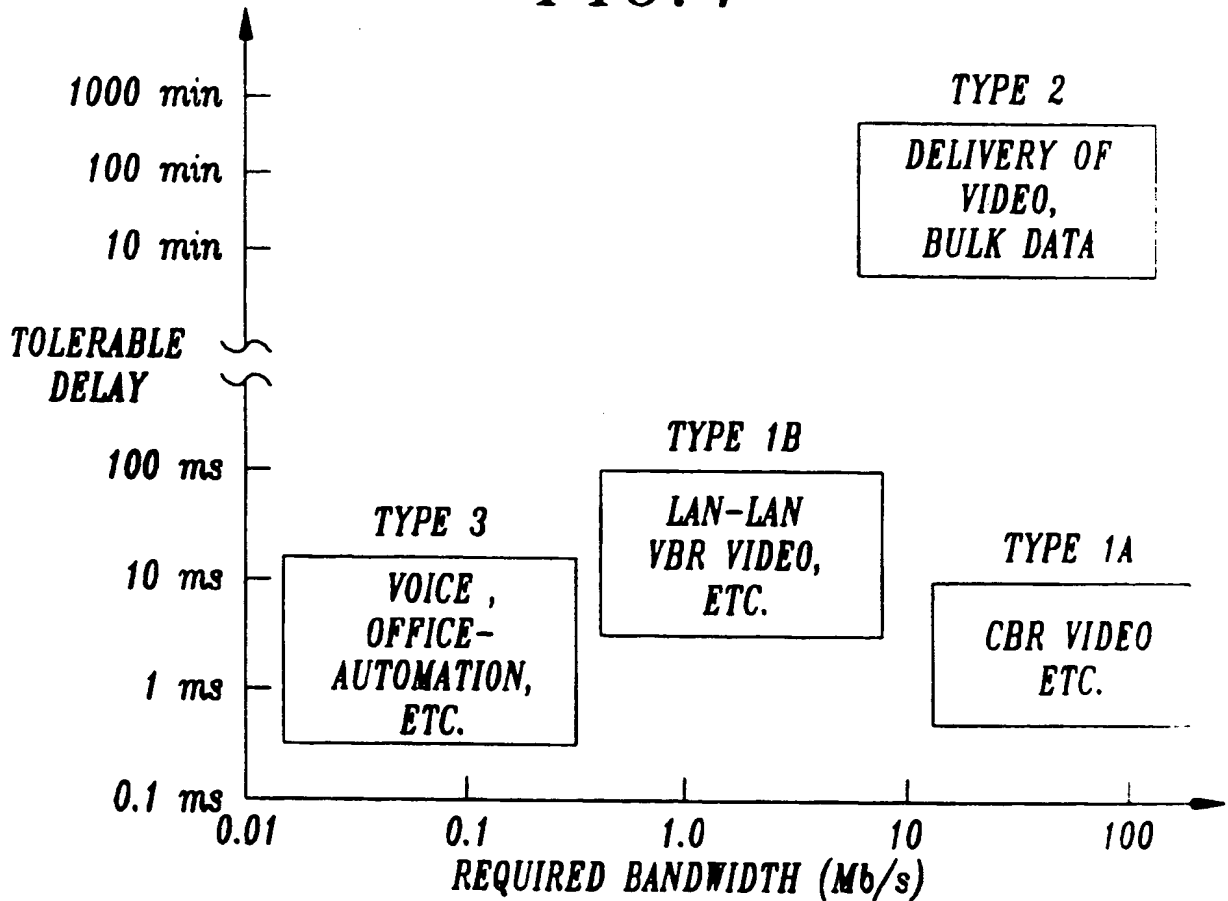 1000 min
100 min
10 min
TOLERABLE
DELAY
100 ms
10 ms
1 ms
0.1 ms
TYPE 2
DELIVERY OF
VIDEO,
BULK DATA
TYPE 1B
LAN-LAN
VBR VIDEO,
ETC.
TYPE 3
VOICE ,
OFFICE-
AUTOMATION,
ETC.
TYPE 1A
CBR VIDEO
ETC.
0.01
0.1
1.0
10
100
REQUIRED BANDWIDTH (Mb/s)